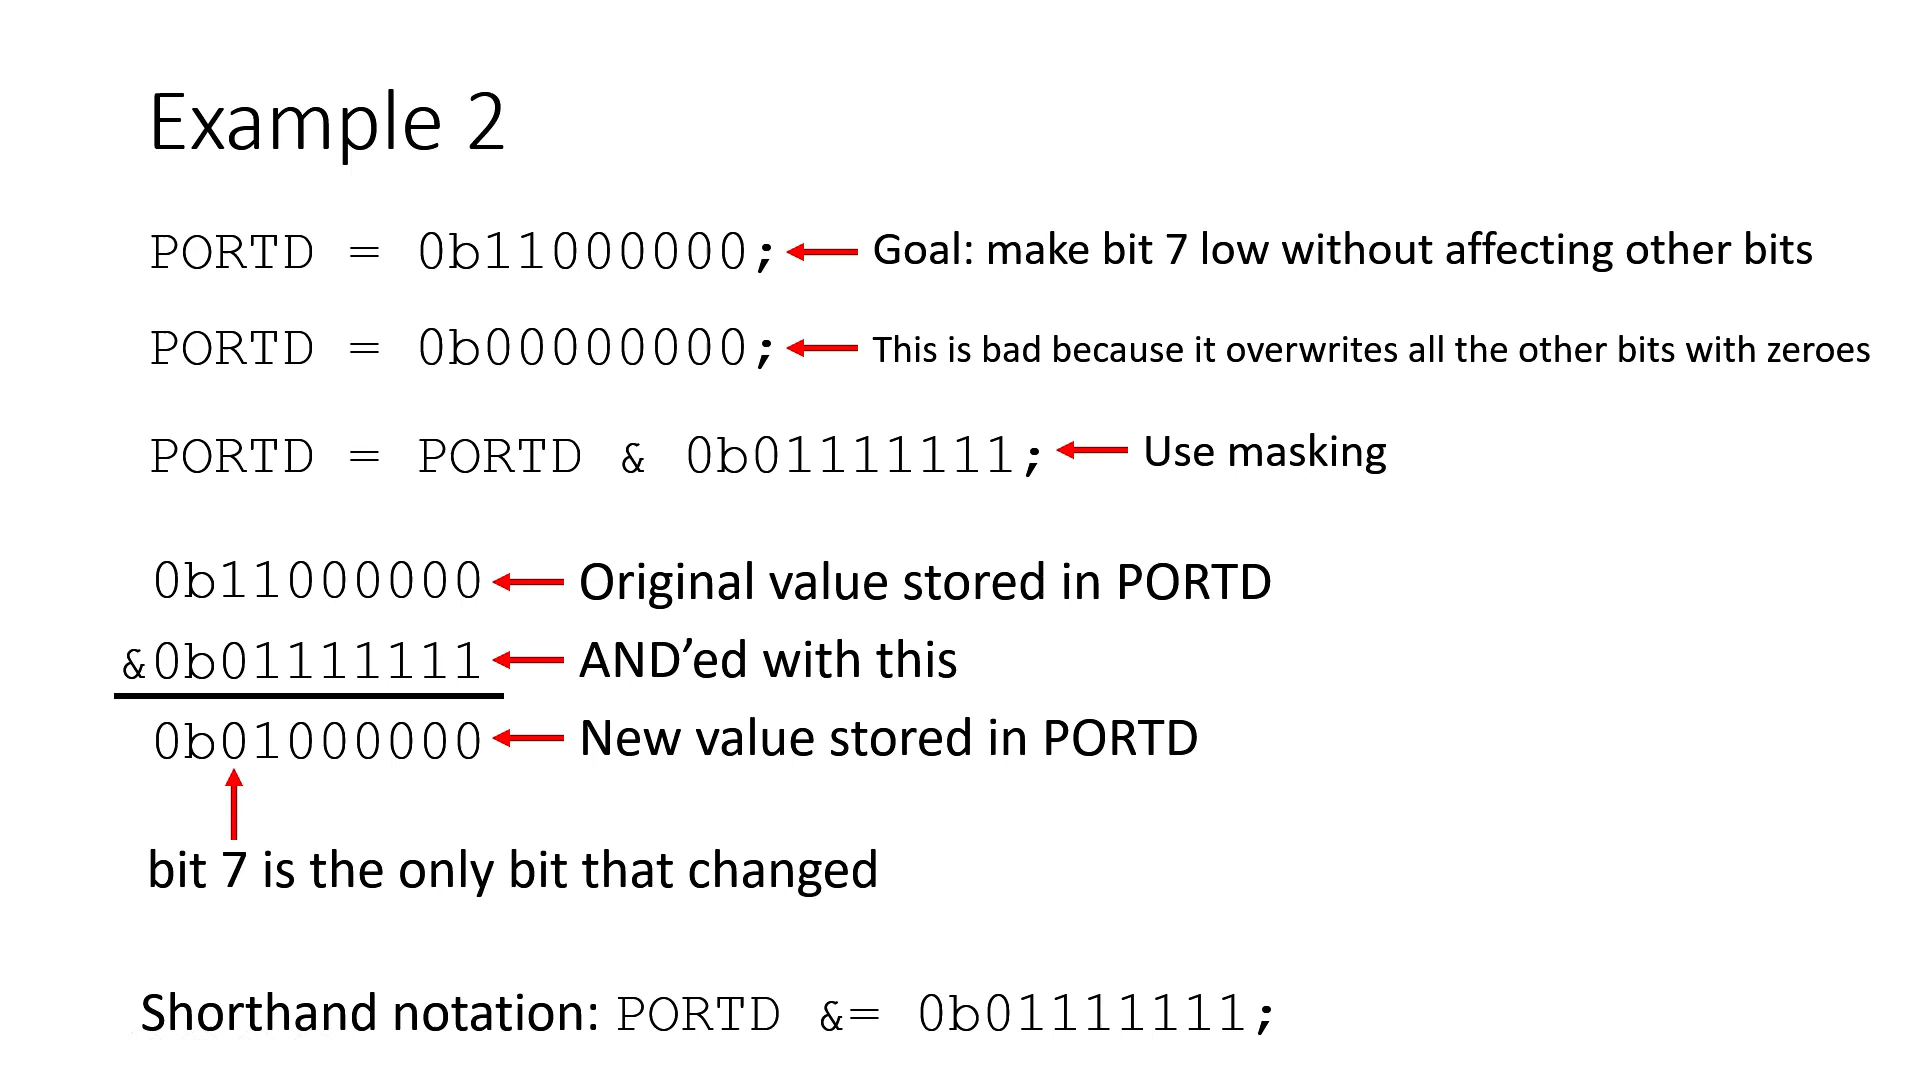 Example 2
PORTD = 0b11000000; Goal: make bit 7 low without affecting other bits
PORTD = 0b00000000; This is bad because it overwrites all the other bits with zeroes
PORTD = PORTD & 0b01111111; Use masking
0b11000000 Original value stored in PORTD
&0b01111111 AND’ed with this
0b01000000 New value stored in PORTD
bit 7 is the only bit that changed
Shorthand notation: PORTD &= 0b01111111;